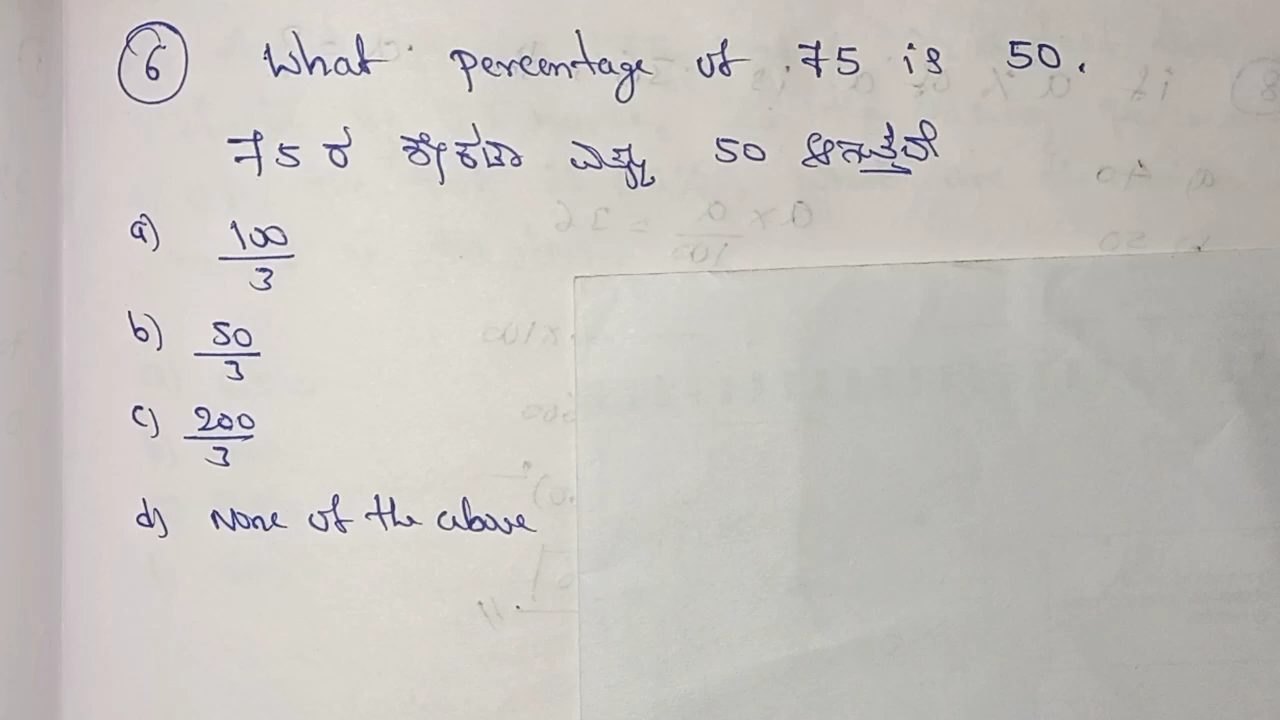 6 What percentage of 75 is 50.
75 ರ ಶೇಕಡಾ ಎಷ್ಟು 50 ಆಗುತ್ತದೆ
a) 100/3
b) 50/3
c) 200/3
d) None of the above